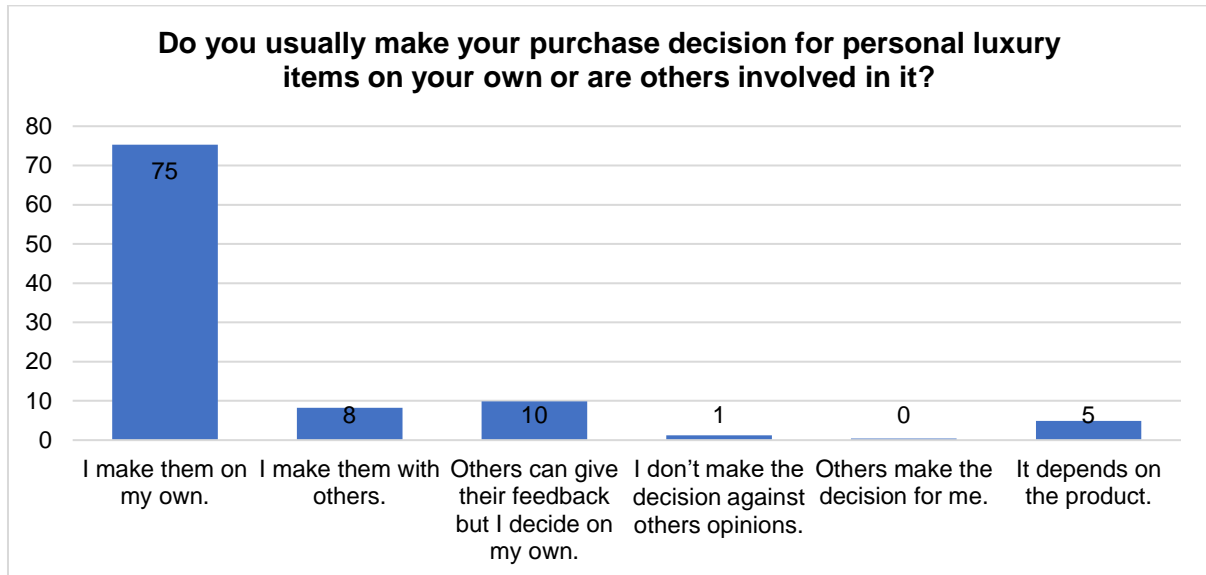 Do you usually make your purchase decision for personal luxury
items on your own or are others involved in it?
80
70
60
50
40
30
20
10
0
75
8
10
1
0
5
I make them on
my own.
I make them with
others.
Others can give
their feedback
but I decide on
my own.
I don’t make the
decision against
others opinions.
Others make the
decision for me.
It depends on
the product.